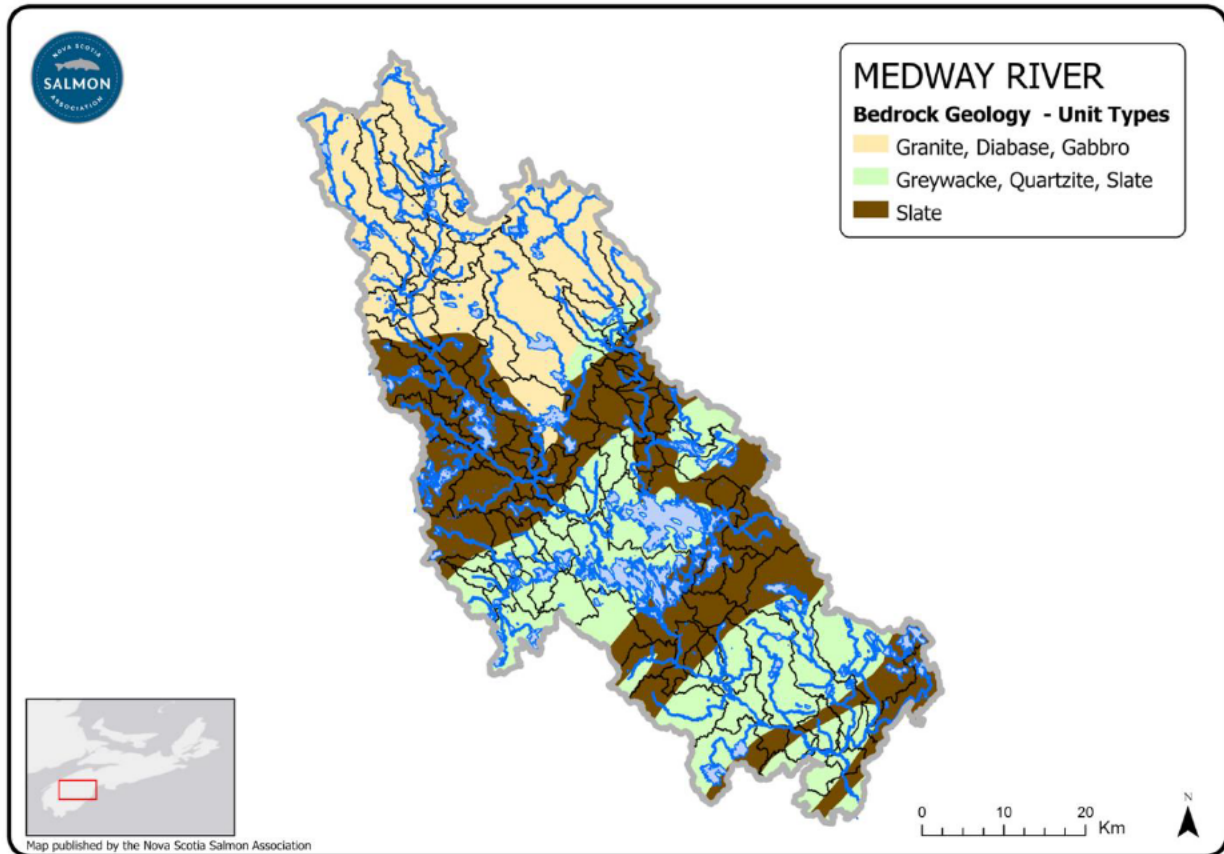 NOVA SCOTIA
SALMON
ASSOCIATION
MEDWAY RIVER
Bedrock Geology - Unit Types
Granite, Diabase, Gabbro
Greywacke, Quartzite, Slate
Slate
0 10 20
Km
N
Map published by the Nova Scotia Salmon Association